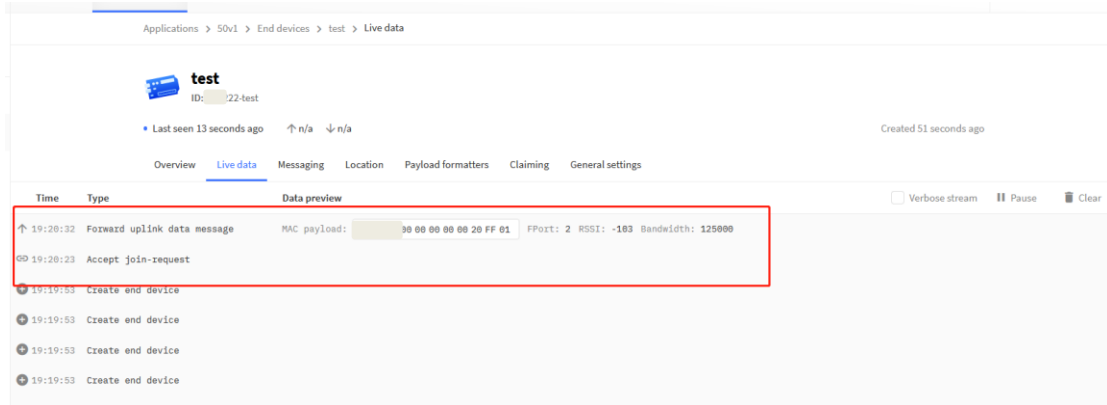 Applications > 50v1 > End devices > test > Live data
test
ID: 22-test
Last seen 13 seconds ago ↑ n/a ↓ n/a Created 51 seconds ago
Overview Live data Messaging Location Payload formatters Claiming General settings
Time Type Data preview Verbose stream Pause Clear
↑ 19:20:32 Forward uplink data message MAC payload: 00 00 00 00 00 20 FF 01 FPort: 2 RSSI: -103 Bandwidth: 125000
19:20:23 Accept join-request
19:19:53 Create end device
19:19:53 Create end device
19:19:53 Create end device
19:19:53 Create end device